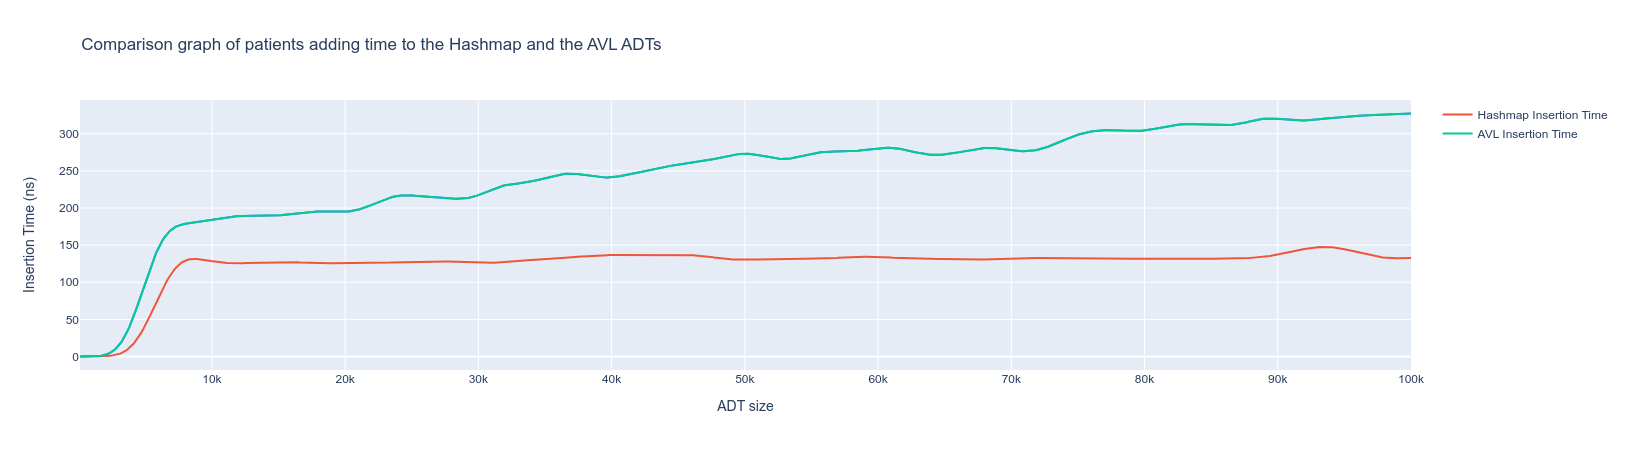 Comparison graph of patients adding time to the Hashmap and the AVL ADTs
Hashmap Insertion Time
AVL Insertion Time
Insertion Time (ns)
300
250
200
150
100
50
0
10k 20k 30k 40k 50k 60k 70k 80k 90k 100k
ADT size